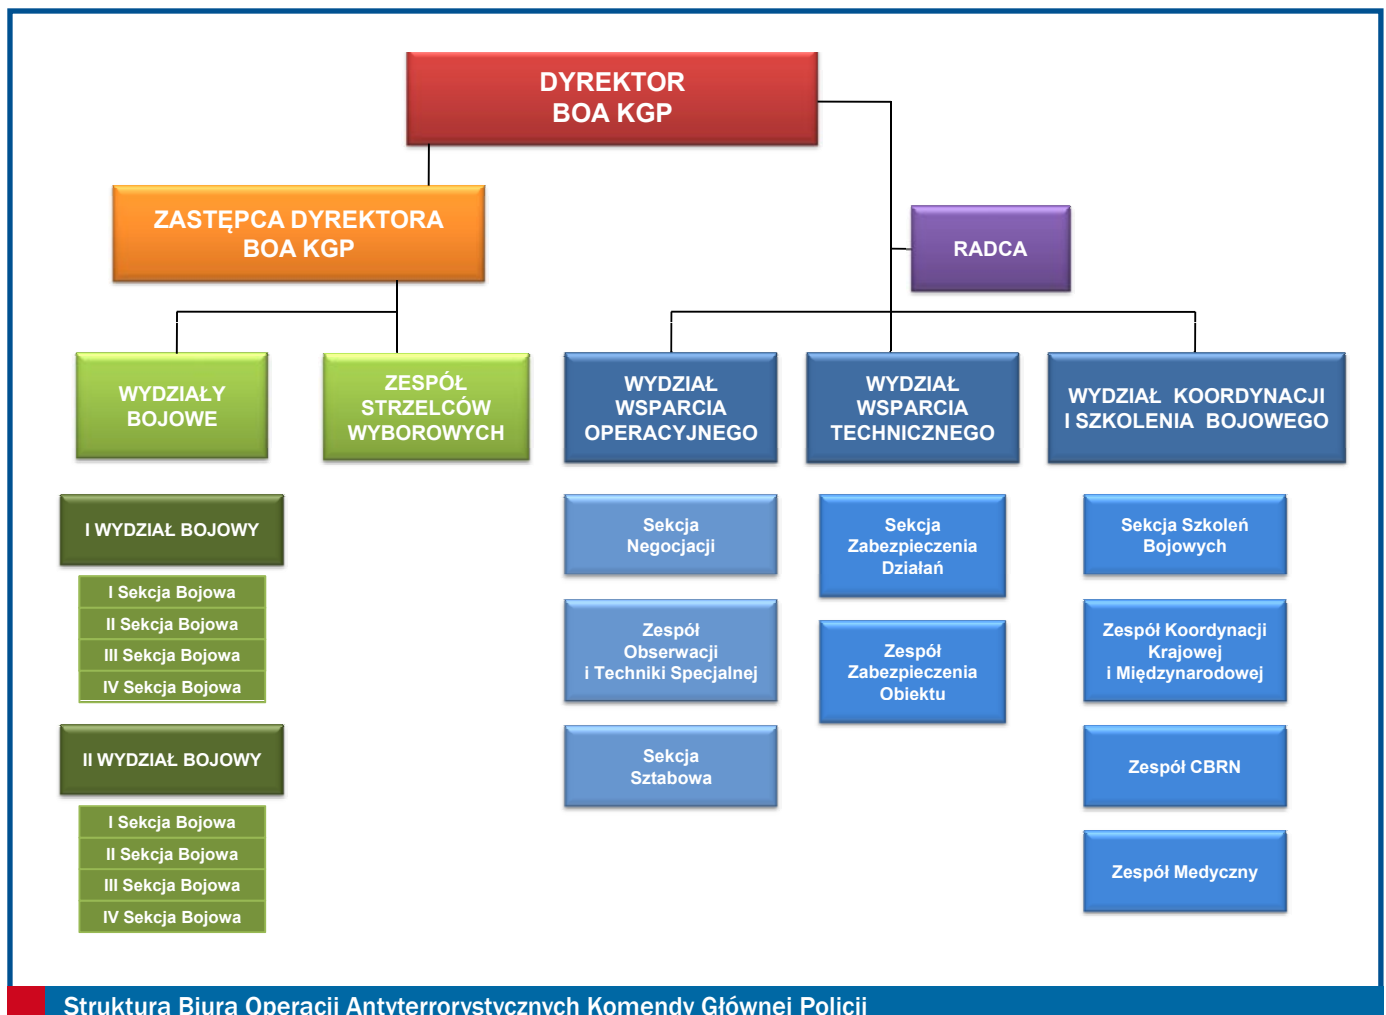 DYREKTOR
BOA KGP
ZASTĘPCA DYREKTORA
BOA KGP
RADCA
WYDZIAŁY
BOJOWE
ZESPÓŁ
STRZELCÓW
WYBOROWYCH
WYDZIAŁ
WSPARCIA
OPERACYJNEGO
WYDZIAŁ
WSPARCIA
TECHNICZNEGO
WYDZIAŁ KOORDYNACJI
I SZKOLENIA BOJOWEGO
I WYDZIAŁ BOJOWY
I Sekcja Bojowa
II Sekcja Bojowa
III Sekcja Bojowa
IV Sekcja Bojowa
II WYDZIAŁ BOJOWY
I Sekcja Bojowa
II Sekcja Bojowa
III Sekcja Bojowa
IV Sekcja Bojowa
Sekcja
Negocjacji
Zespół
Obserwacji
i Techniki Specjalnej
Sekcja
Sztabowa
Sekcja
Zabezpieczenia
Działań
Zespół
Zabezpieczenia
Obiektu
Sekcja Szkoleń
Bojowych
Zespół Koordynacji
Krajowej
i Międzynarodowej
Zespół CBRN
Zespół Medyczny
Struktura Biura Operacji Antyterrorystycznych Komendy Głównej Policji